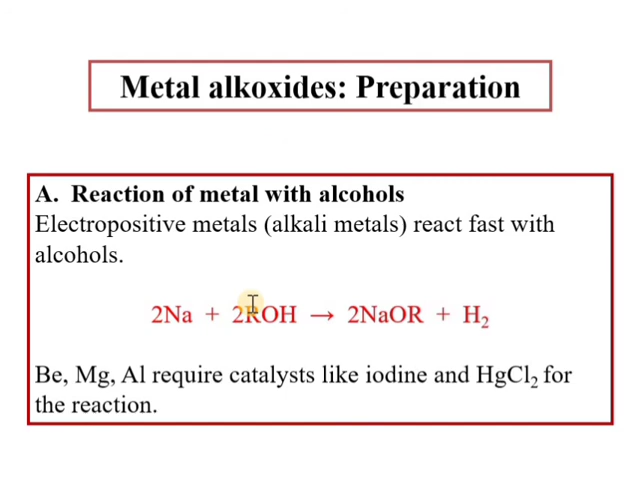 Metal alkoxides: Preparation
A. Reaction of metal with alcohols
Electropositive metals (alkali metals) react fast with
alcohols.
2Na + 2ROH → 2NaOR + H₂
Be, Mg, Al require catalysts like iodine and HgCl₂ for
the reaction.